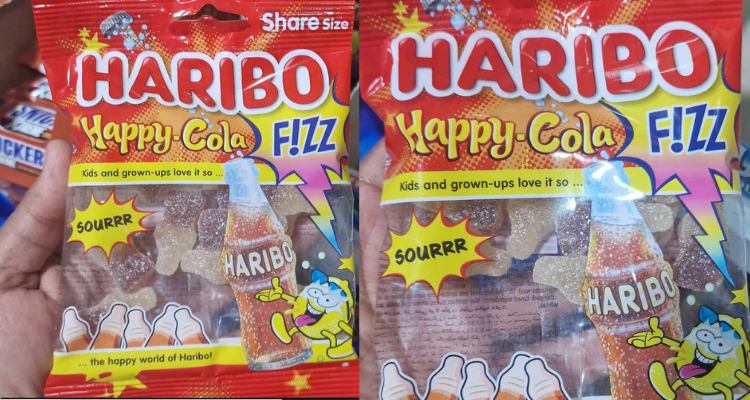 Share Size
HARIBO
Happy-Cola
F!ZZ
Kids and grown-ups love it so ...
SOURRR
HARIBO
... the happy world of Haribo!
HARIBO
Happy-Cola
F!ZZ
Kids and grown-ups love it so ...
SOURRR
HARIBO